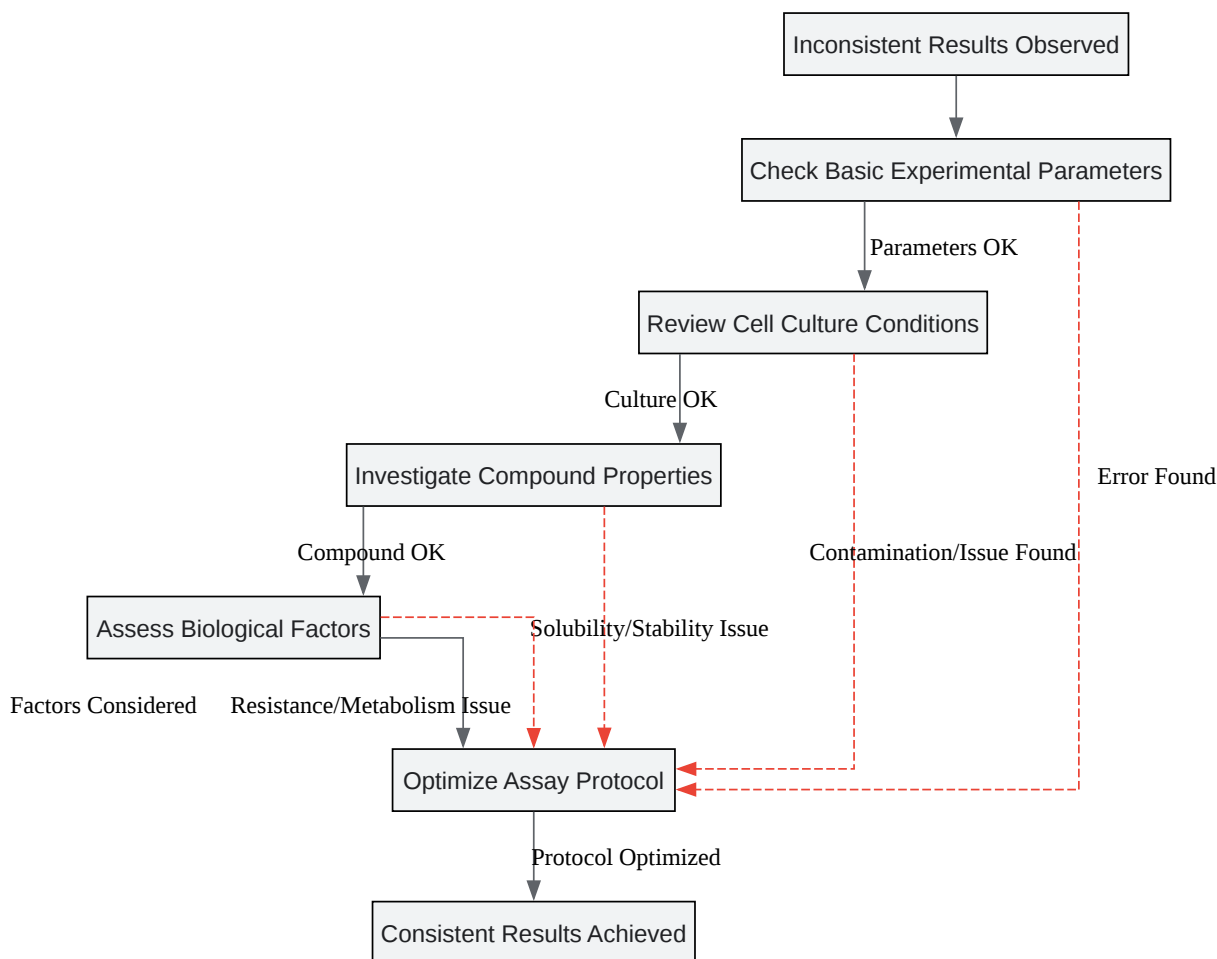 Inconsistent Results Observed
Check Basic Experimental Parameters
Parameters OK
Review Cell Culture Conditions
Culture OK
Investigate Compound Properties
Error Found
Compound OK
Contamination/Issue Found
Assess Biological Factors
Solubility/Stability Issue
Factors Considered
Resistance/Metabolism Issue
Optimize Assay Protocol
Protocol Optimized
Consistent Results Achieved